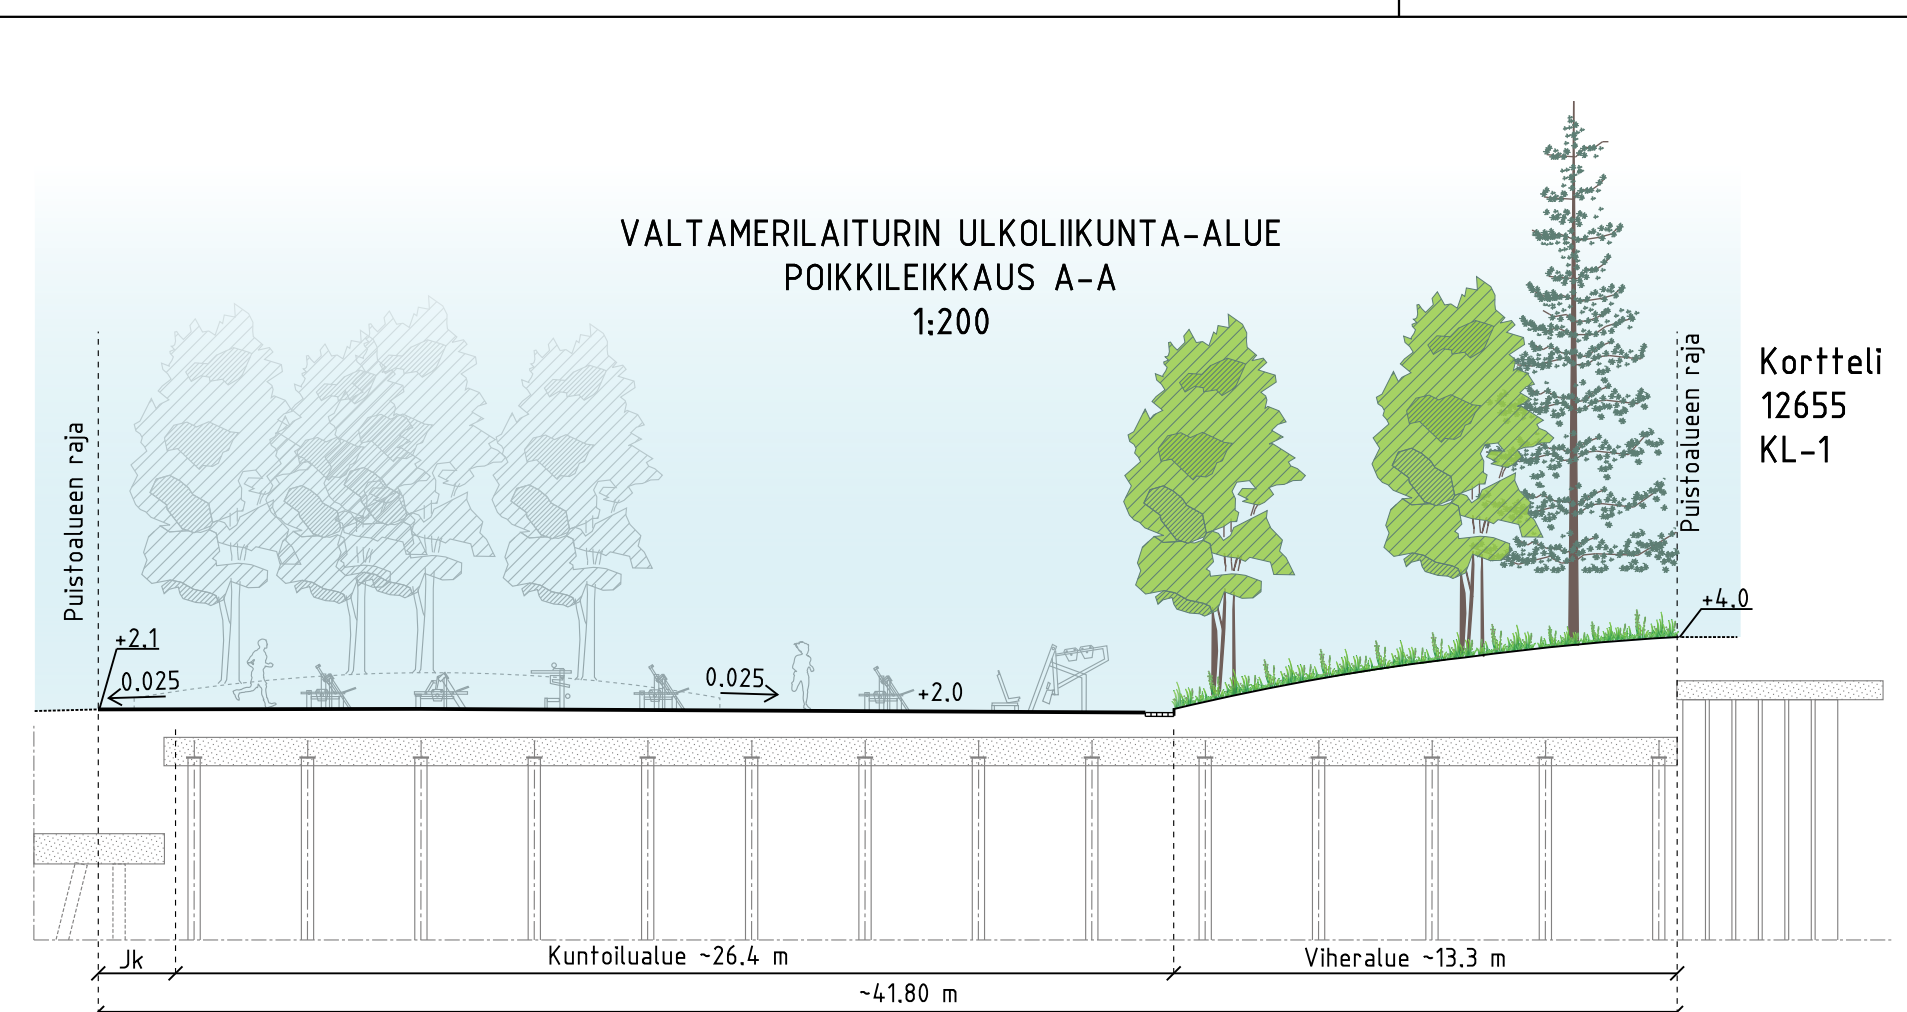 VALTAMERILAITURIN ULKOLIIKUNTA-ALUE
POIKKILEIKKAUS A-A
1:200
Puistoalueen raja
Puistoalueen raja
Kortteli
12655
KL-1
+4.0
+2.1
0.025
0.025
+2.0
Jk
Kuntoilualue ~26.4 m
Viheralue ~13.3 m
~41.80 m